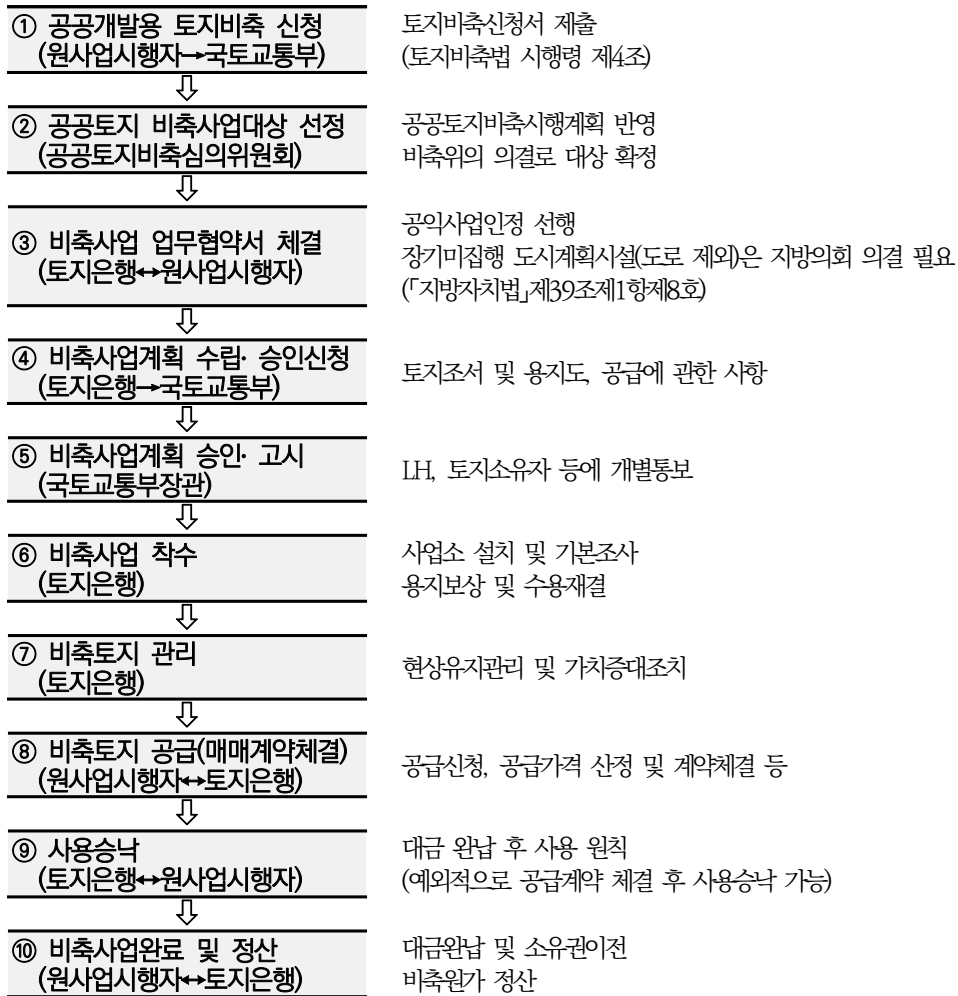 ① 공공개발용 토지비축 신청
(원사업시행자→국토교통부)
토지비축신청서 제출
(토지비축법 시행령 제4조)
② 공공토지 비축사업대상 선정
(공공토지비축심의위원회)
공공토지비축시행계획 반영
비축위의 의결로 대상 확정
③ 비축사업 업무협약서 체결
(토지은행↔원사업시행자)
공익사업인정 선행
장기미집행 도시계획시설(도로 제외)은 지방의회 의결 필요
(「지방자치법」제39조제1항제8호)
④ 비축사업계획 수립· 승인신청
(토지은행→국토교통부)
토지조서 및 용지도, 공급에 관한 사항
⑤ 비축사업계획 승인· 고시
(국토교통부장관)
LH, 토지소유자 등에 개별통보
⑥ 비축사업 착수
(토지은행)
사업소 설치 및 기본조사
용지보상 및 수용재결
⑦ 비축토지 관리
(토지은행)
현상유지관리 및 가치증대조치
⑧ 비축토지 공급(매매계약체결)
(원사업시행자↔토지은행)
공급신청, 공급가격 산정 및 계약체결 등
⑨ 사용승낙
(토지은행↔원사업시행자)
대금 완납 후 사용 원칙
(예외적으로 공급계약 체결 후 사용승낙 가능)
⑩ 비축사업완료 및 정산
(원사업시행자↔토지은행)
대금완납 및 소유권이전
비축원가 정산